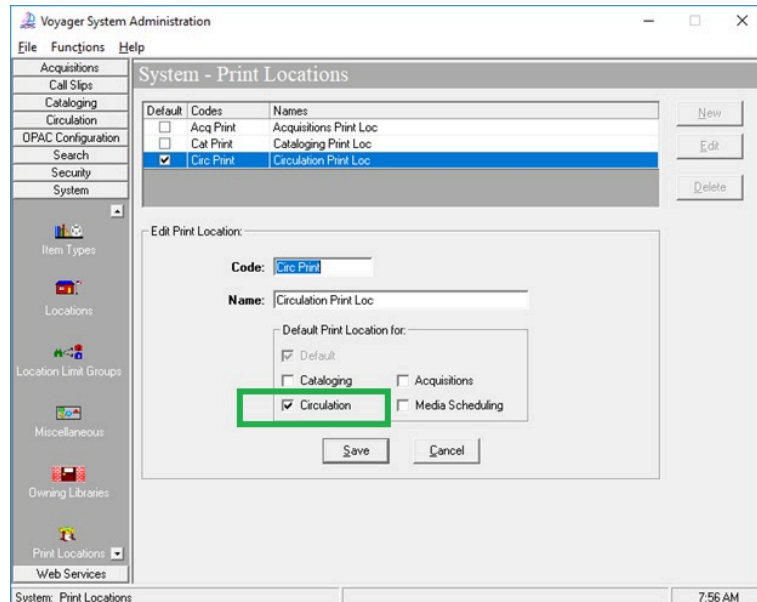 Voyager System Administration
File Functions Help
Acquisitions
Call Slips
Cataloging
Circulation
OPAC Configuration
Search
Security
System
Item Types
Locations
Location Limit Groups
Miscellaneous
Owning Libraries
Print Locations
Web Services
System - Print Locations
Default Codes Names
Acq Print Acquisitions Print Loc
Cat Print Cataloging Print Loc
Circ Print Circulation Print Loc
New
Edit
Delete
Edit Print Location:
Code: Circ Print
Name: Circulation Print Loc
Default Print Location for:
Default
Cataloging Acquisitions
Circulation Media Scheduling
Save Cancel
System: Print Locations 7:56 AM